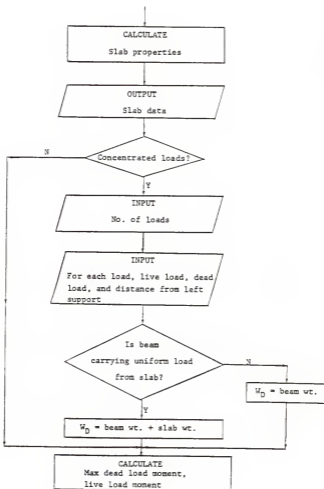 CALCULATE
Slab properties
OUTPUT
Slab data
N
Concentrated loads?
Y
INPUT
No. of loads
INPUT
For each load, live load, dead
load, and distance from left
support
Is beam
carrying uniform load
from slab?
N
W_D = beam wt.
Y
W_D = beam wt. + slab wt.
CALCULATE
Max dead load moment,
live load moment